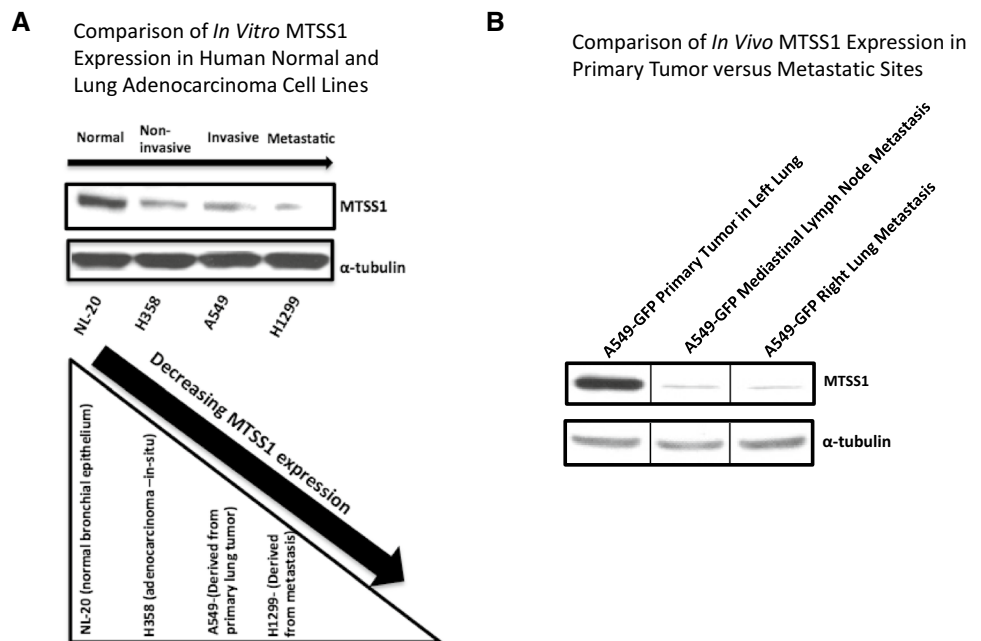 A
Comparison of In Vitro MTSS1
Expression in Human Normal and
Lung Adenocarcinoma Cell Lines
Normal
Non-
invasive
Invasive
Metastatic
MTSS1
α-tubulin
NL-20
H358
A549
H1299
Decreasing MTSS1 expression
NL-20 (normal bronchial epithelium)
H358 (adenocarcinoma –in-situ)
A549-(Derived from
primary lung tumor)
H1299- (Derived
from metastasis)
B
Comparison of In Vivo MTSS1 Expression in
Primary Tumor versus Metastatic Sites
A549-GFP Primary Tumor in Left Lung
A549-GFP Mediastinal Lymph Node Metastasis
A549-GFP Right Lung Metastasis
MTSS1
α-tubulin